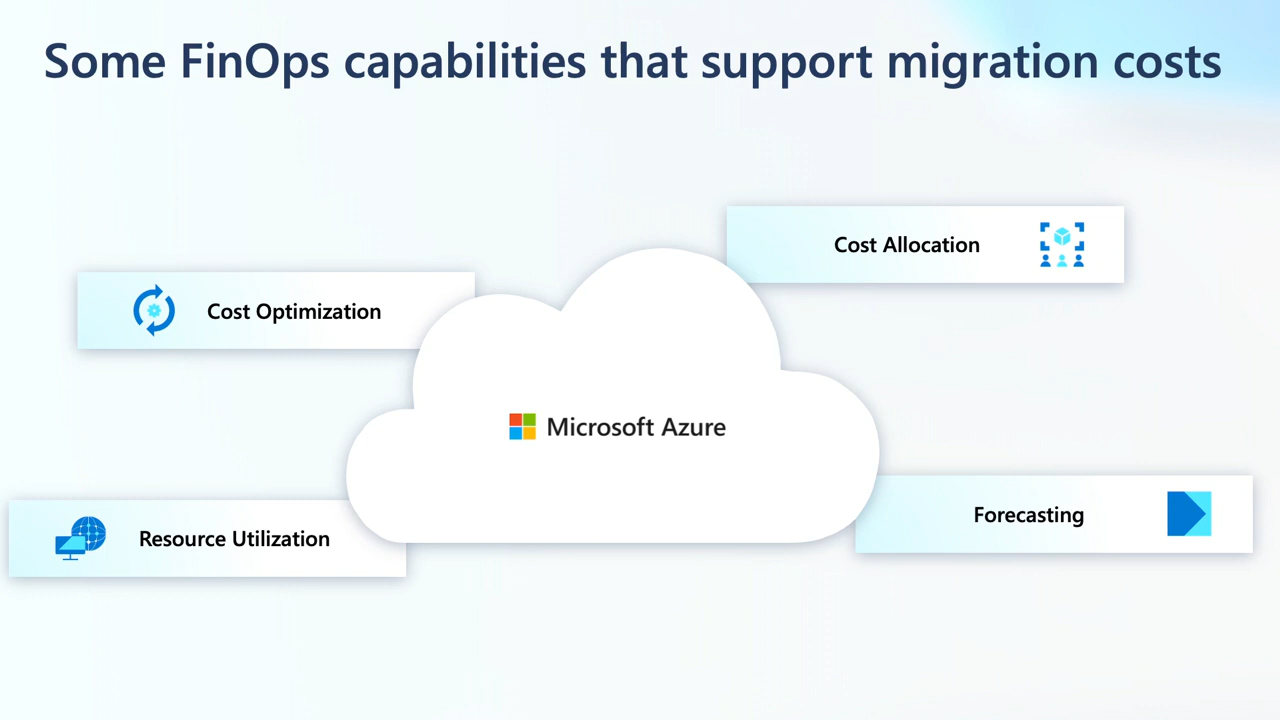 Some FinOps capabilities that support migration costs
Cost Allocation
Cost Optimization
Microsoft Azure
Forecasting
Resource Utilization